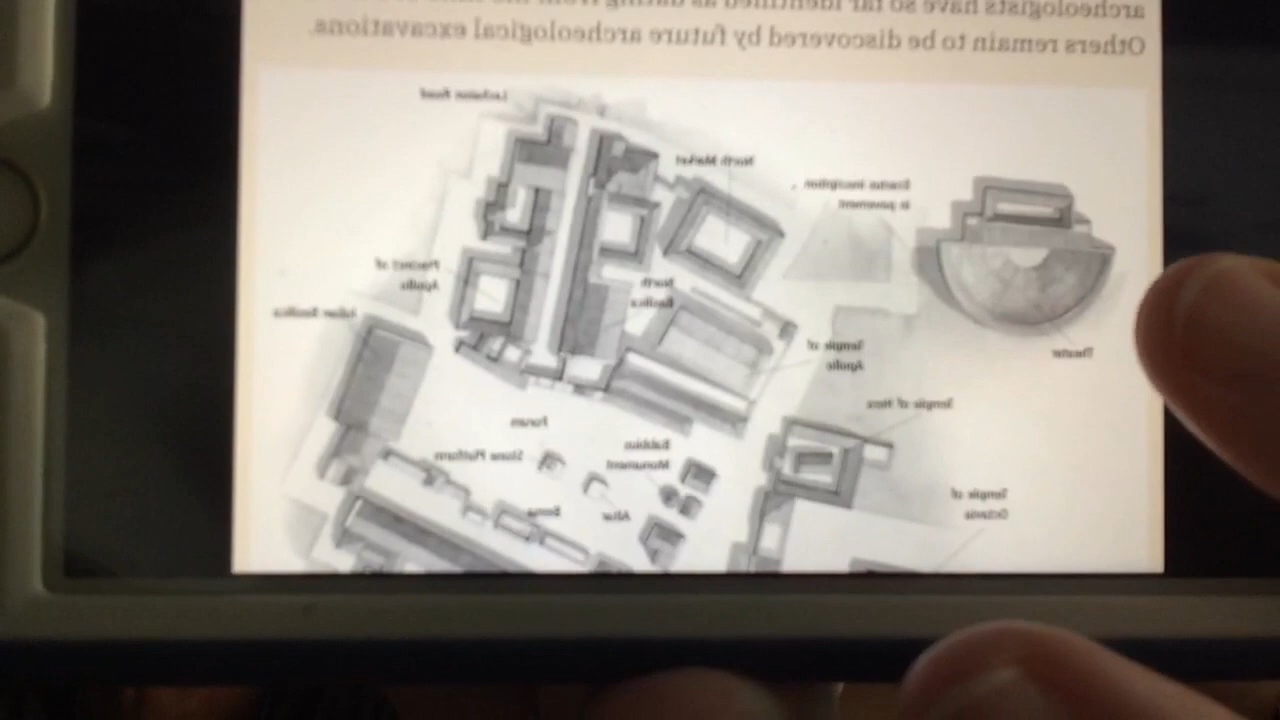 archeologists have so far identified as dating from the
Others remain to be discovered by future archeological excavations.
Lechaion Road
North Market
Erastus inscription
in pavement
Theater
Precinct of
Apollo
North
Basilica
Julian Basilica
Temple of
Apollo
Temple of Hera
Forum
Stone Platform
Babbius
Monument
Altar
Bema
Temple of
Octavia